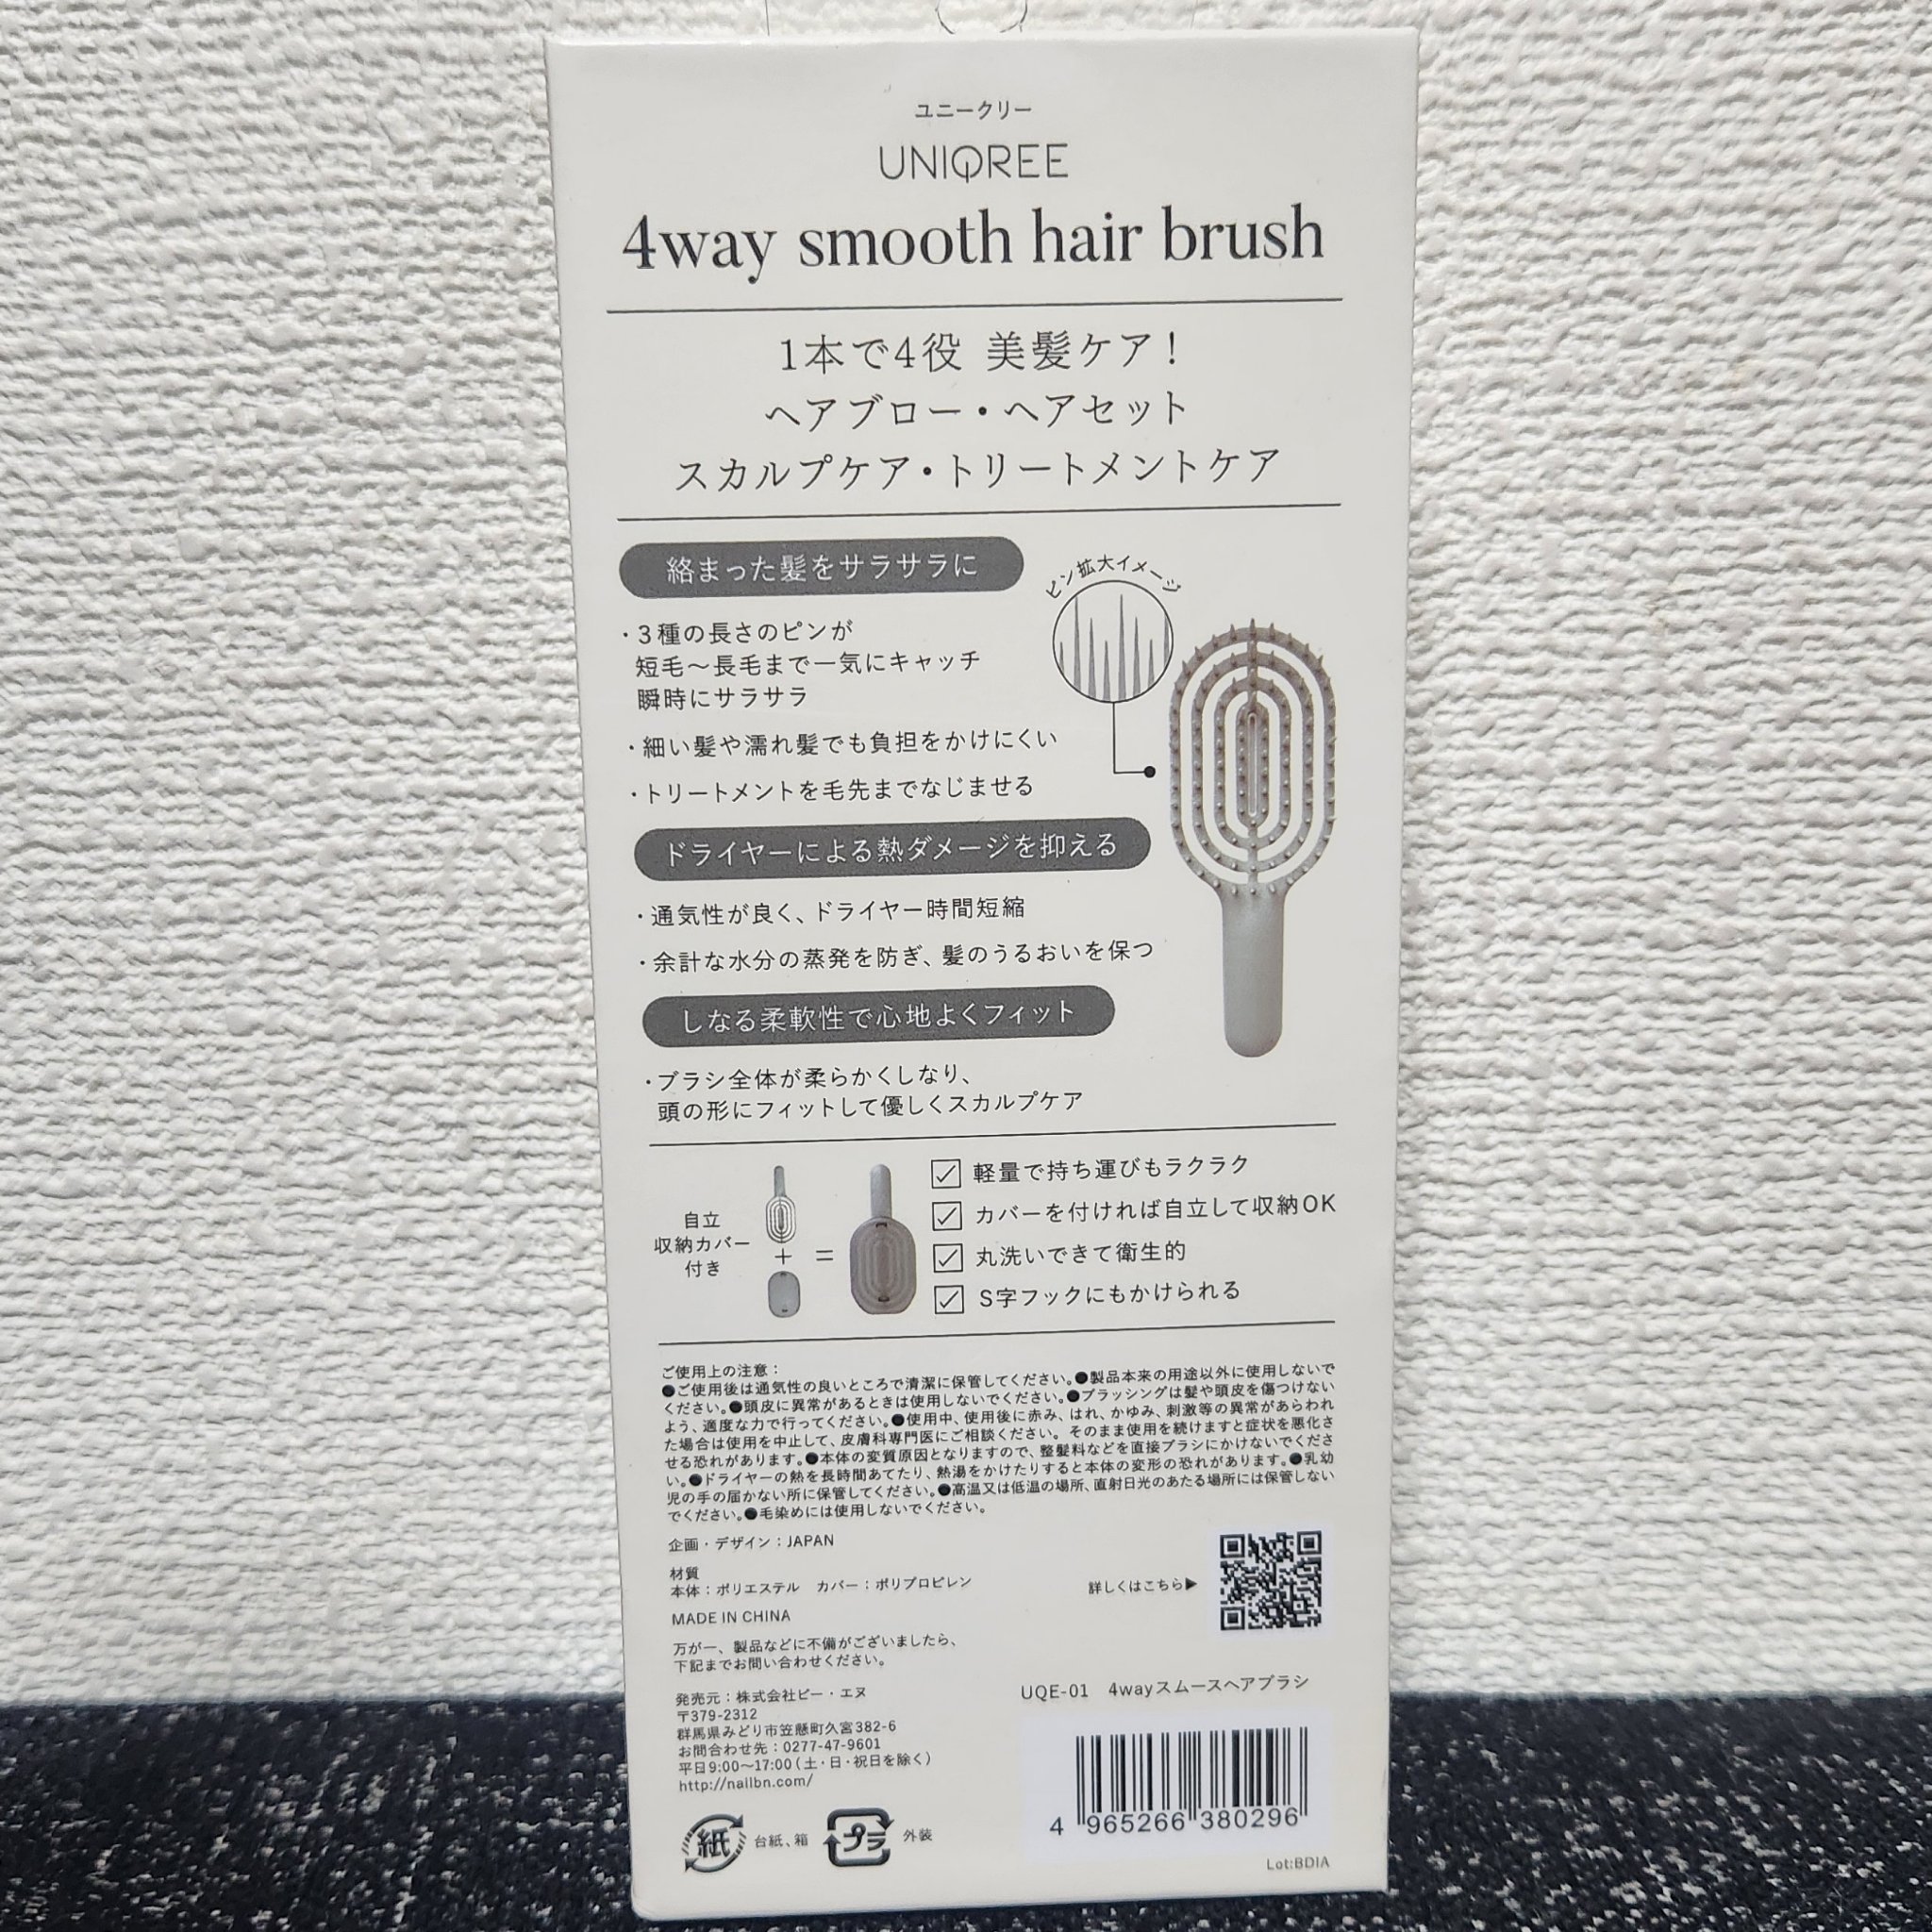 ユニークリー
UNIQREE
4way smooth hair brush
1本で4役 美髪ケア！
ヘアブロー・ヘアセット
スカルプケア・トリートメントケア
絡まった髪をサラサラに
ピン拡大イメージ
・3種の長さのピンが
短毛〜長毛まで一気にキャッチ
瞬時にサラサラ
・細い髪や濡れ髪でも負担をかけにくい
・トリートメントを毛先までなじませる
ドライヤーによる熱ダメージを抑える
・通気性が良く、ドライヤー時間短縮
・余計な水分の蒸発を防ぎ、髪のうるおいを保つ
しなる柔軟性で心地よくフィット
・ブラシ全体が柔らかくしなり、
頭の形にフィットして優しくスカルプケア
自立
収納カバー
付き
+ =
☑ 軽量で持ち運びもラクラク
☑ カバーを付ければ自立して収納OK
☑ 丸洗いできて衛生的
☑ S字フックにもかけられる
ご使用上の注意：
●ご使用後は通気性の良いところで清潔に保管してください。●製品本来の用途以外に使用しないで
ください。●頭皮に異常があるときは使用しないでください。●ブラッシングは髪や頭皮を傷つけない
よう、適度な力で行ってください。●使用中、使用後に赤み、はれ、かゆみ、刺激等の異常があらわれ
た場合は使用を中止して、皮膚科専門医にご相談ください。そのまま使用を続けますと症状を悪化さ
せる恐れがあります。●本体の変質原因となりますので、整髪料などを直接ブラシにかけないでくださ
い。●ドライヤーの熱を長時間あてたり、熱湯をかけたりすると本体の変形の恐れがあります。●乳幼
児の手の届かない所に保管してください。●高温又は低温の場所、直射日光のあたる場所には保管しない
でください。●毛染めには使用しないでください。
企画・デザイン：JAPAN
材質
本体：ポリエステル カバー：ポリプロピレン
詳しくはこちら▶
MADE IN CHINA
万が一、製品などに不備がございましたら、
下記までお問い合わせください。
発売元：株式会社ビー・エヌ
〒379-2312
群馬県みどり市笠懸町久宮382-6
お問合わせ先：0277-47-9601
平日9:00〜17:00（土・日・祝日を除く）
http://nailbn.com/
紙 台紙、箱
プラ 外装
UQE-01 4wayスムースヘアブラシ
4 965266 380296
Lot:BDIA